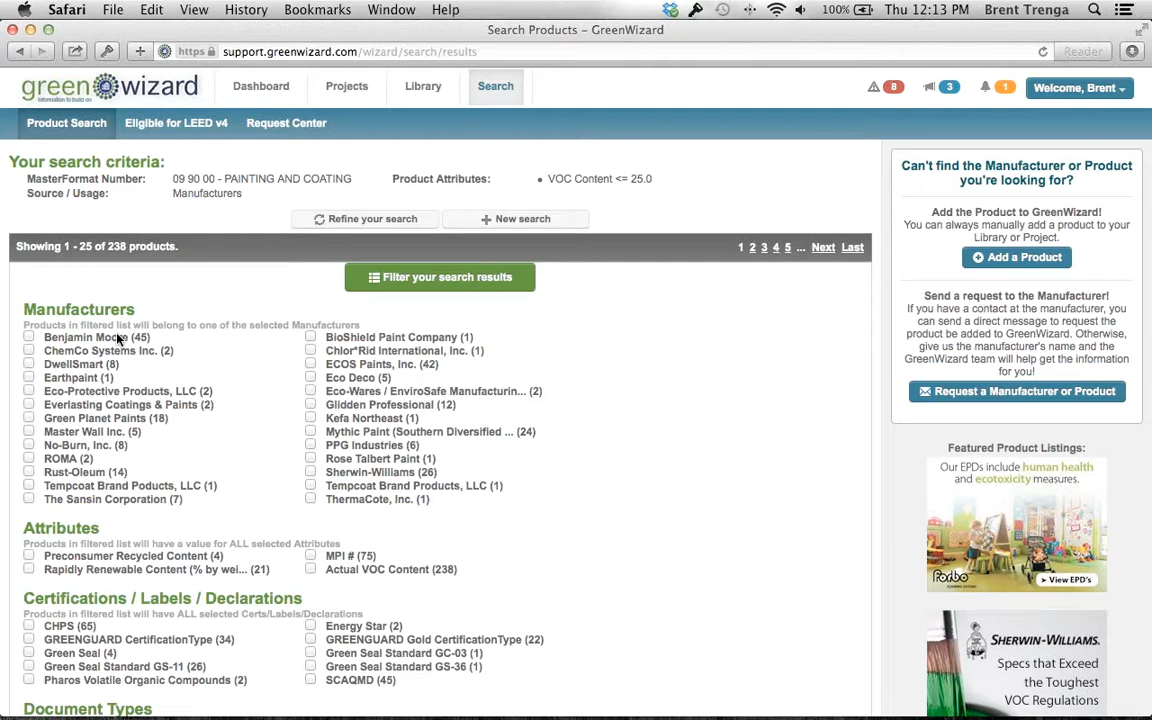 Safari File Edit View History Bookmarks Window Help 100% Thu 12:13 PM Brent Trenga
Search Products – GreenWizard
https support.greenwizard.com/wizard/search/results Reader
greenwizard Dashboard Projects Library Search 8 3 1 Welcome, Brent
information to build on
Product Search Eligible for LEED v4 Request Center
Your search criteria:
MasterFormat Number: 09 90 00 - PAINTING AND COATING Product Attributes: • VOC Content <= 25.0
Source / Usage: Manufacturers
Refine your search New search
Showing 1 - 25 of 238 products. 1 2 3 4 5 ... Next Last
Filter your search results
Manufacturers
Products in filtered list will belong to one of the selected Manufacturers
Benjamin Moore (45) BioShield Paint Company (1)
ChemCo Systems Inc. (2) Chlor*Rid International, Inc. (1)
DwellSmart (8) ECOS Paints, Inc. (42)
Earthpaint (1) Eco Deco (5)
Eco-Protective Products, LLC (2) Eco-Wares / EnviroSafe Manufacturin... (2)
Everlasting Coatings & Paints (2) Glidden Professional (12)
Green Planet Paints (18) Kefa Northeast (1)
Master Wall Inc. (5) Mythic Paint (Southern Diversified ... (24)
No-Burn, Inc. (8) PPG Industries (6)
ROMA (2) Rose Talbert Paint (1)
Rust-Oleum (14) Sherwin-Williams (26)
Tempcoat Brand Poducts, LLC (1) Tempcoat Brand Products, LLC (1)
The Sansin Corporation (7) ThermaCote, Inc. (1)
Attributes
Products in filtered list will have a value for ALL selected Attributes
Preconsumer Recycled Content (4) MPI # (75)
Rapidly Renewable Content (% by wei... (21) Actual VOC Content (238)
Certifications / Labels / Declarations
Products in filtered list will have ALL selected Certs/Labels/Declarations
CHPS (65) Energy Star (2)
GREENGUARD CertificationType (34) GREENGUARD Gold CertificationType (22)
Green Seal (4) Green Seal Standard GC-03 (1)
Green Seal Standard GS-11 (26) Green Seal Standard GS-36 (1)
Pharos Volatile Organic Compounds (2) SCAQMD (45)
Document Types
Can't find the Manufacturer or Product
you're looking for?
Add the Product to GreenWizard!
You can always manually add a product to your
Library or Project.
Add a Product
Send a request to the Manufacturer!
If you have a contact at the manufacturer, you
can send a direct message to request the
product be added to GreenWizard. Otherwise,
give us the manufacturer's name and the
GreenWizard team will help get the information
for you!
Request a Manufacturer or Product
Featured Product Listings:
Our EPDs include human health
and ecotoxicity measures.
Forbo View EPD's
SHERWIN-WILLIAMS.
Specs that Exceed
the Toughest
VOC Regulations